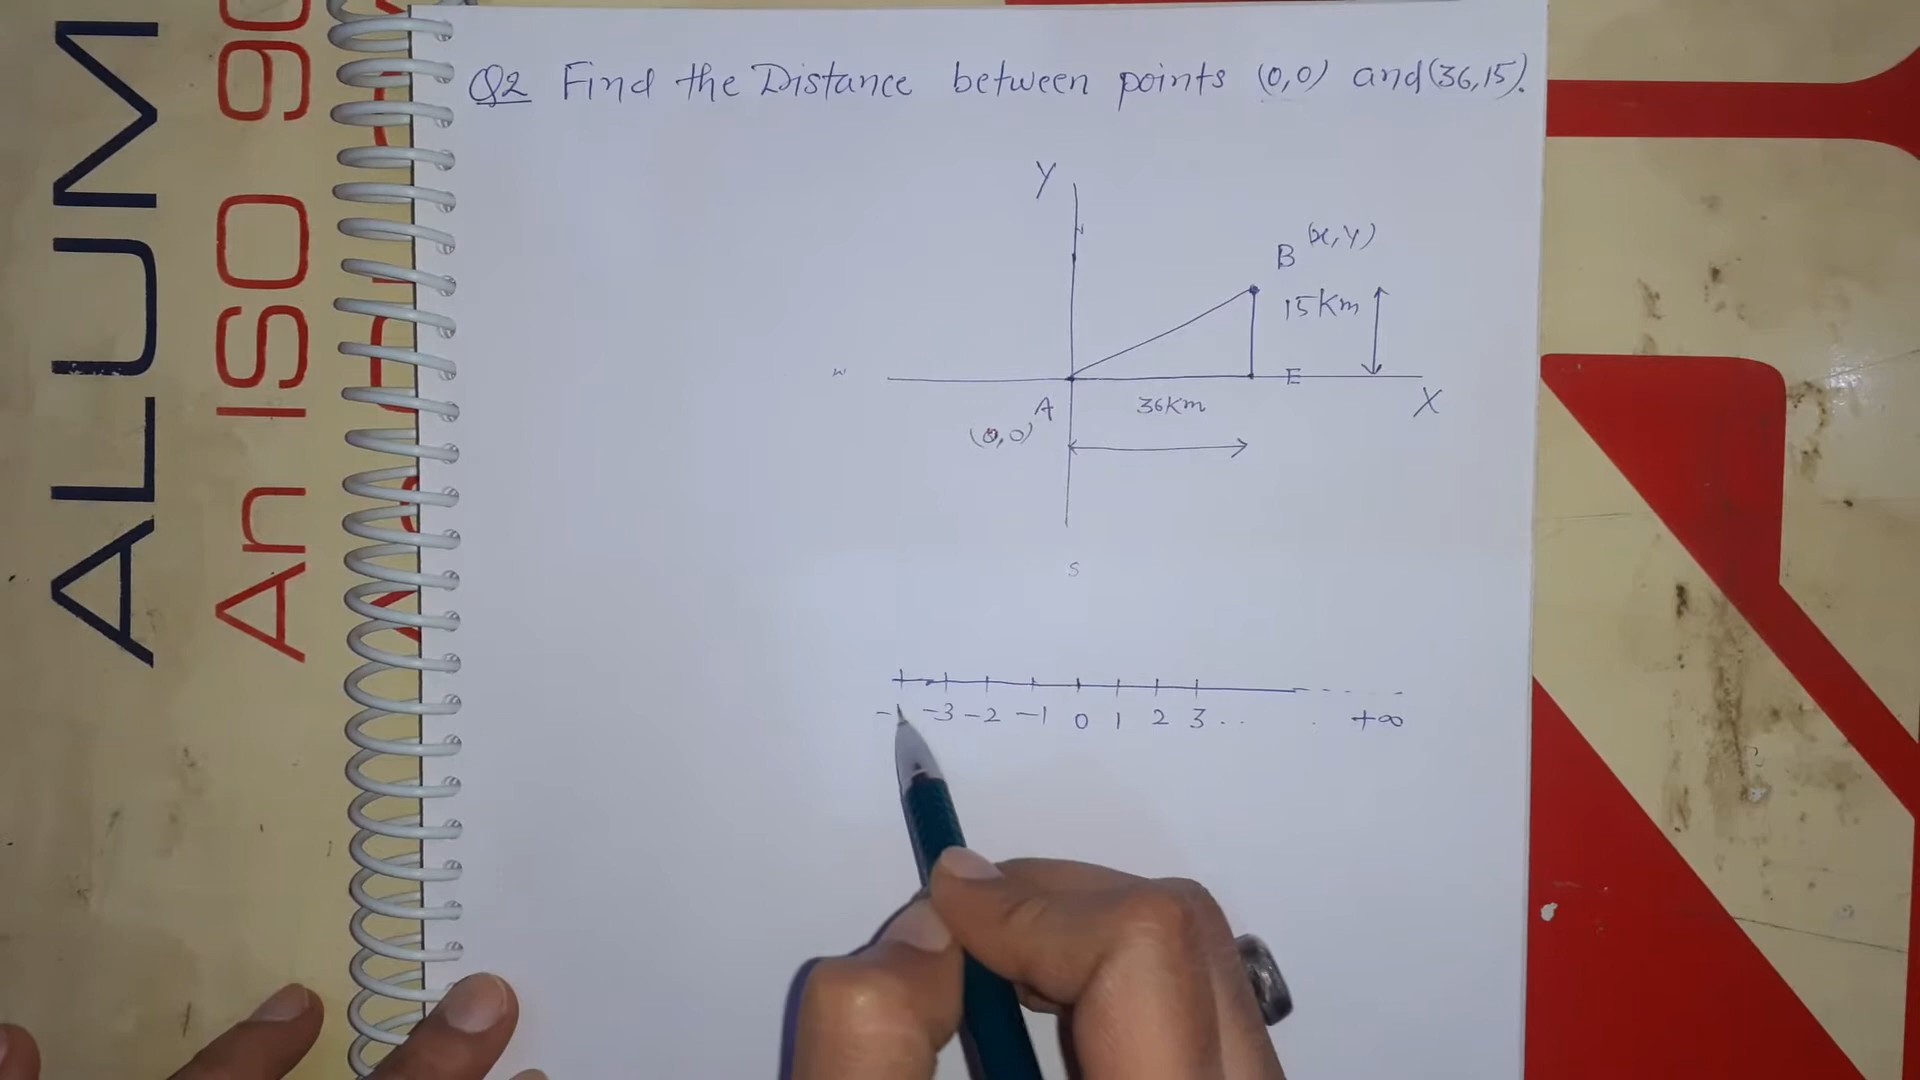 Q2 Find the Distance between points (0,0) and (36,15).
Y
N
B (x,y)
15Km
W
E
A
36Km
X
(0,0)
S
-3 -2 -1 0 1 2 3 .. . +∞
ALUM
An ISO 90